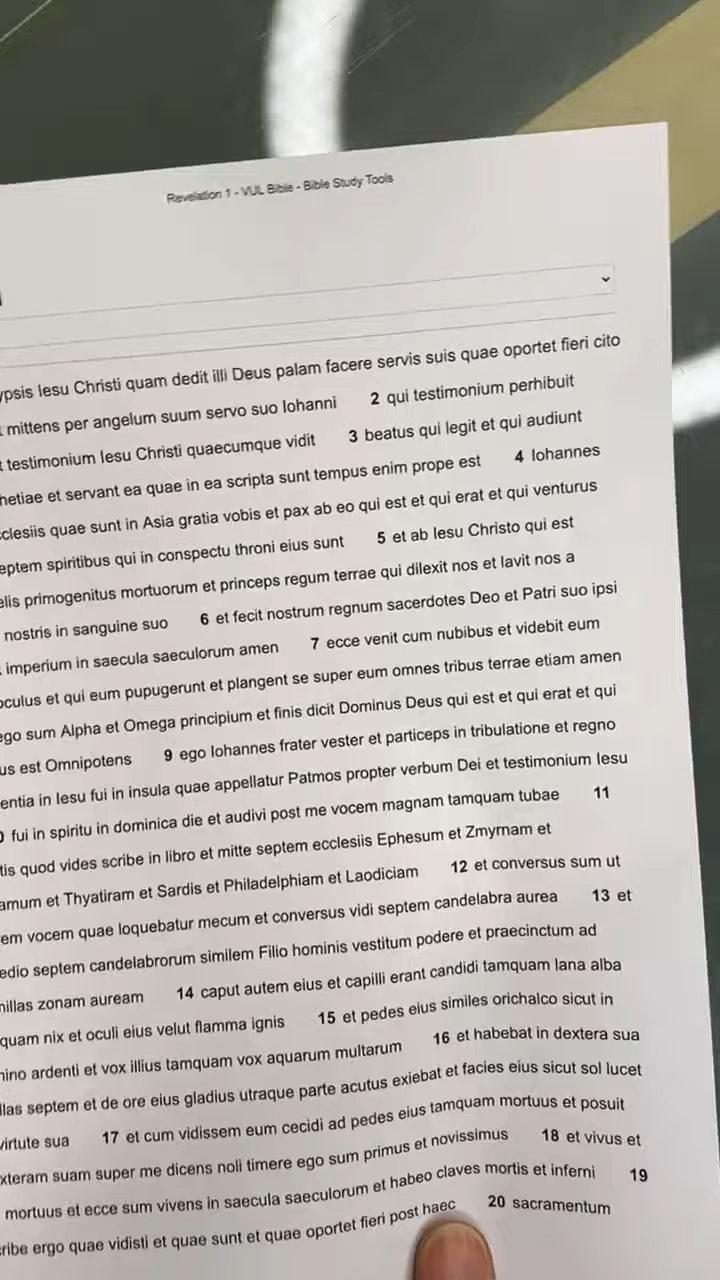 Revelation 1 - VUL Bible - Bible Study Tools
Iesu Christi quam dedit illi Deus palam facere servis suis quae oportet fieri cito
mittens per angelum suum servo suo Iohanni 2 qui testimonium perhibuit
testimonium Iesu Christi quaecumque vidit 3 beatus qui legit et qui audiunt
et servant ea quae in ea scripta sunt tempus enim prope est 4 Iohannes
quae sunt in Asia gratia vobis et pax ab eo qui est et qui erat et qui venturus
spiritibus qui in conspectu throni eius sunt 5 et ab Iesu Christo qui est
primogenitus mortuorum et princeps regum terrae qui dilexit nos et lavit nos a
nostris in sanguine suo 6 et fecit nostrum regnum sacerdotes Deo et Patri suo ipsi
imperium in saecula saeculorum amen 7 ecce venit cum nubibus et videbit eum
oculus et qui eum pupugerunt et plangent se super eum omnes tribus terrae etiam amen
ego sum Alpha et Omega principium et finis dicit Dominus Deus qui est et qui erat et qui
est Omnipotens 9 ego Iohannes frater vester et particeps in tribulatione et regno
in Iesu fui in insula quae appellatur Patmos propter verbum Dei et testimonium Iesu
fui in spiritu in dominica die et audivi post me vocem magnam tamquam tubae 11
quod vides scribe in libro et mitte septem ecclesiis Ephesum et Zmyrnam et
et Thyatiram et Sardis et Philadelphiam et Laodiciam 12 et conversus sum ut
vocem quae loquebatur mecum et conversus vidi septem candelabra aurea 13 et
septem candelabrorum similem Filio hominis vestitum podere et praecinctum ad
zonam auream 14 caput autem eius et capilli erant candidi tamquam lana alba
nix et oculi eius velut flamma ignis 15 et pedes eius similes orichalco sicut in
ardenti et vox illius tamquam vox aquarum multarum 16 et habebat in dextera sua
septem et de ore eius gladius utraque parte acutus exiebat et facies eius sicut sol lucet
virtute sua 17 et cum vidissem eum cecidi ad pedes eius tamquam mortuus et posuit
suam super me dicens noli timere ego sum primus et novissimus 18 et vivus et
mortuus et ecce sum vivens in saecula saeculorum et habeo claves mortis et inferni 19
ergo quae vidisti et quae sunt et quae oportet fieri post haec 20 sacramentum